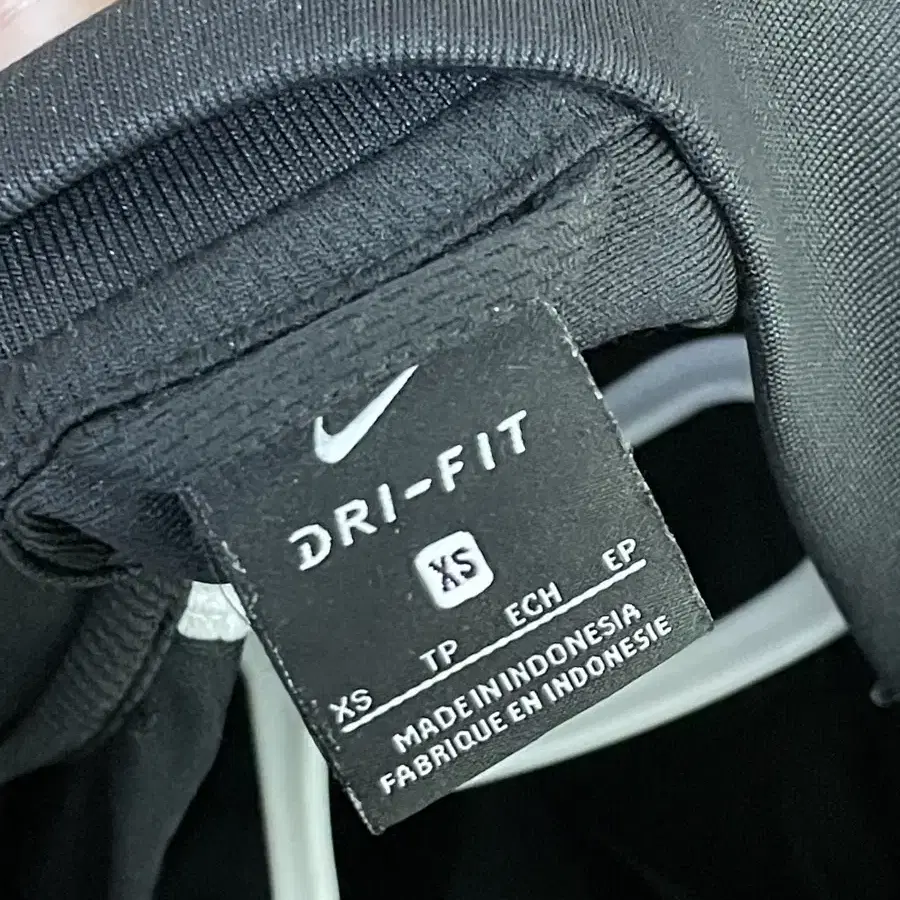 DRI-FIT
XS
XS TP ECH EP
MADE IN INDONESIA
FABRIQUE EN INDONESIE